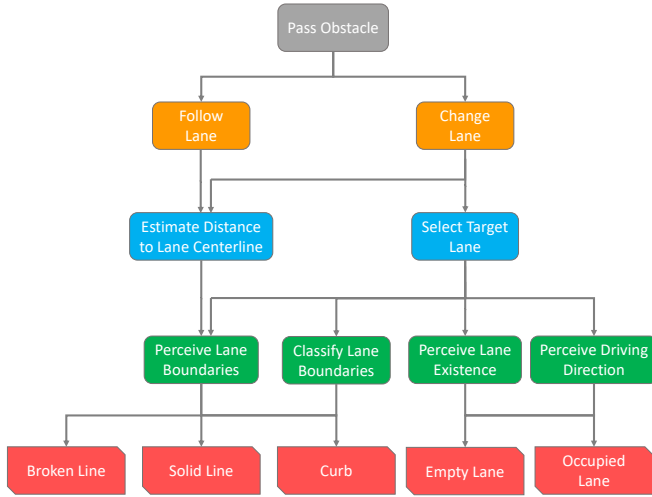 Pass Obstacle
Follow
Lane
Change
Lane
Estimate Distance
to Lane Centerline
Select Target
Lane
Perceive Lane
Boundaries
Classify Lane
Boundaries
Perceive Lane
Existence
Perceive Driving
Direction
Broken Line
Solid Line
Curb
Empty Lane
Occupied
Lane